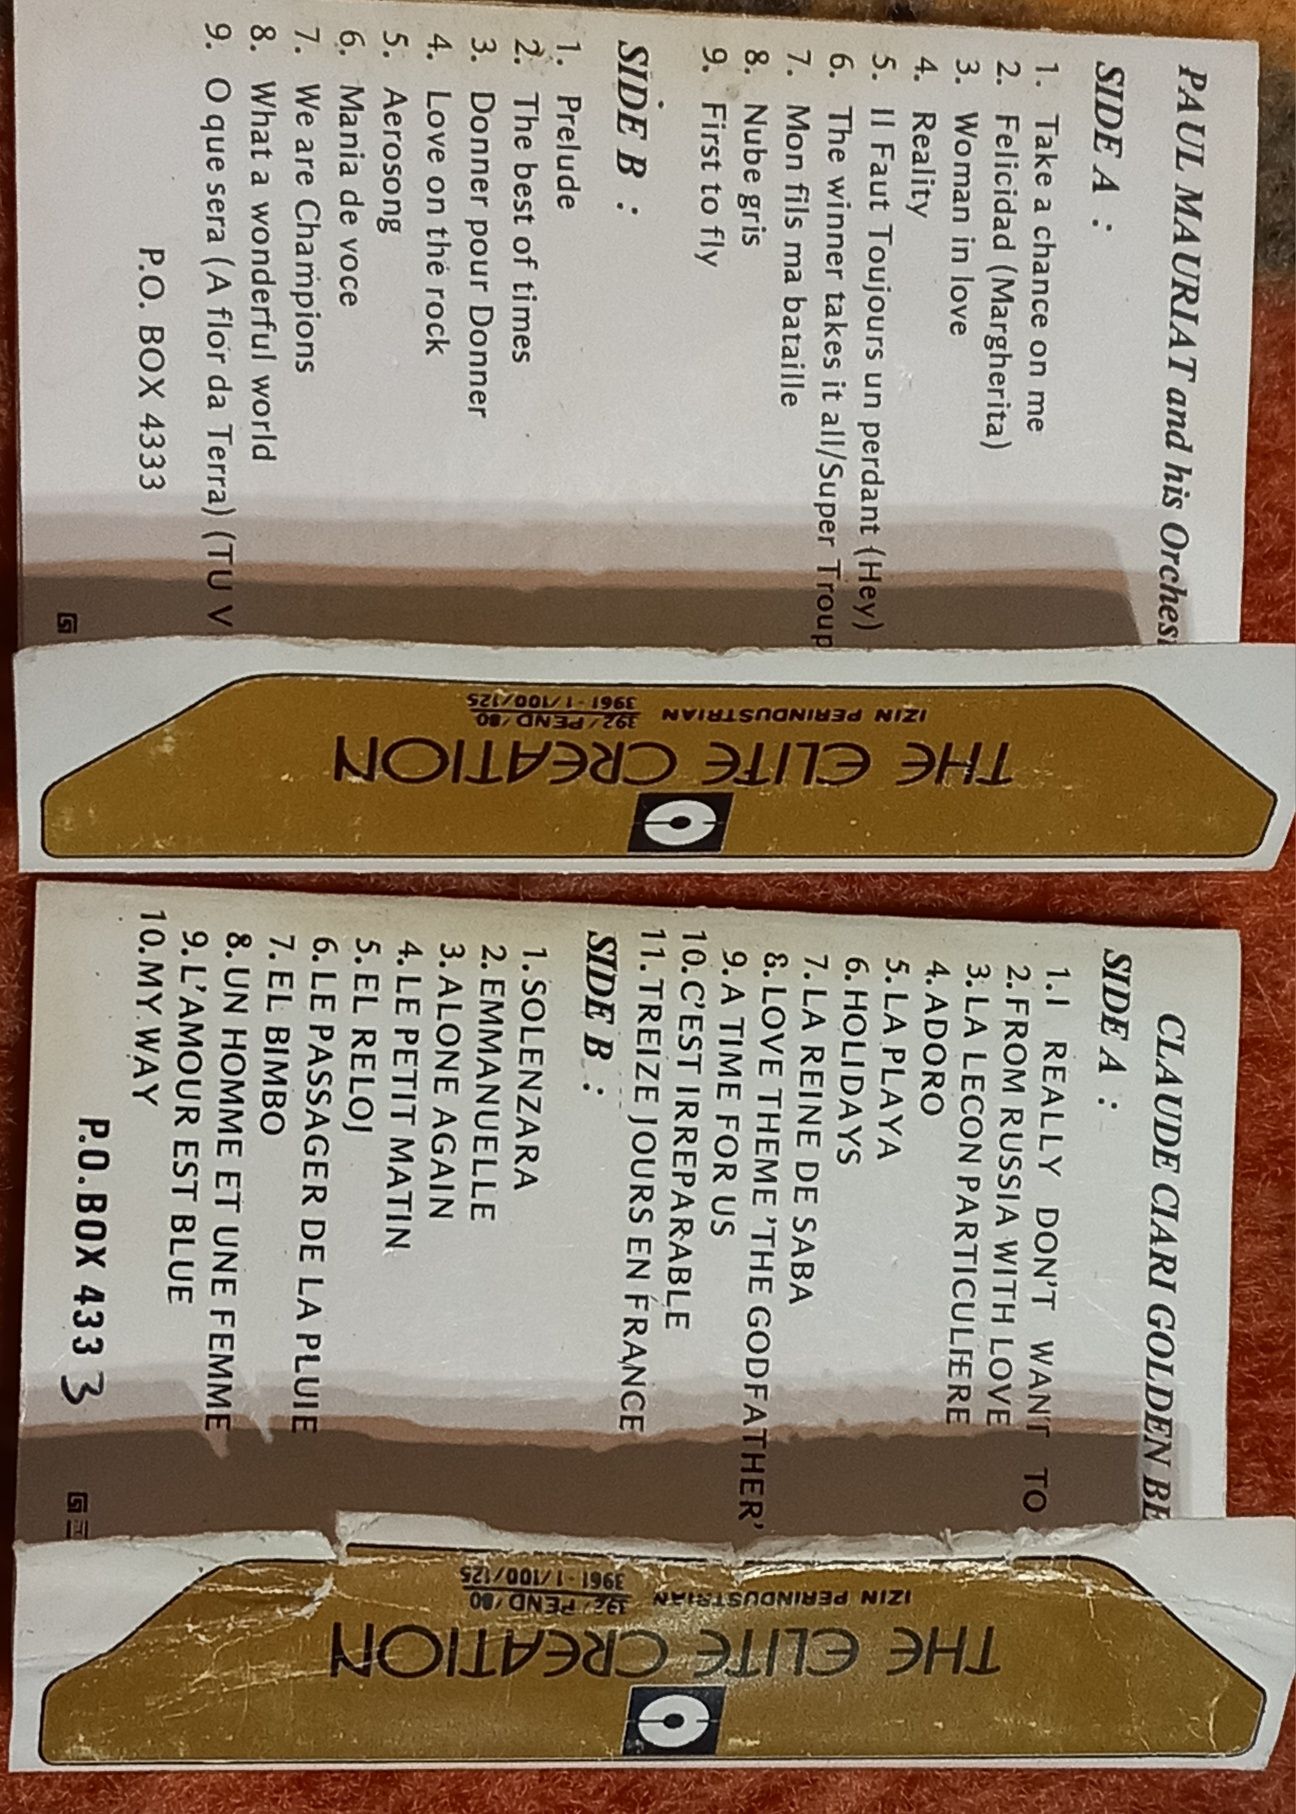 PAUL MAURIAT and his Orches
SIDE A :
1. Take a chance on me
2. Felicidad (Margherita)
3. Woman in love
4. Reality
5. Il Faut Toujours un perdant (Hey)
6. The winner takes it all/Super Troup
7. Mon fils ma bataille
8. Nube gris
9. First to fly
SIDE B :
1. Prelude
2. The best of times
3. Donner pour Donner
4. Love on the rock
5. Aerosong
6. Mania de voce
7. We are Champions
8. What a wonderful world
9. O que sera (A flor da Terra) (TU V
P.O. BOX 4333
IZIN PERINDUSTRIAN 392/PEND/80
3961-1/100/125
THE ELITE CREATION
CLAUDE CIARI GOLDEN BE
SIDE A :
1.I REALLY DON'T WANT TO
2.FROM RUSSIA WITH LOVE
3.LA LECON PARTICULIERE
4.ADORO
5.LA PLAYA
6.HOLIDAYS
7.LA REINE DE SABA
8.LOVE THEME 'THE GODFATHER'
9.A TIME FOR US
10.C'EST IRREPARABLE
11.TREIZE JOURS EN FRANCE
SIDE B :
1.SOLENZARA
2.EMMANUELLE
3.ALONE AGAIN
4.LE PETIT MATIN
5.EL RELOJ
6.LE PASSAGER DE LA PLUIE
7.EL BIMBO
8.UN HOMME ET UNE FEMME
9.L'AMOUR EST BLUE
10.MY WAY
P.O.BOX 4333
IZIN PERINDUSTRIAN 392/PEND/80
3961-1/100/125
THE ELITE CREATION